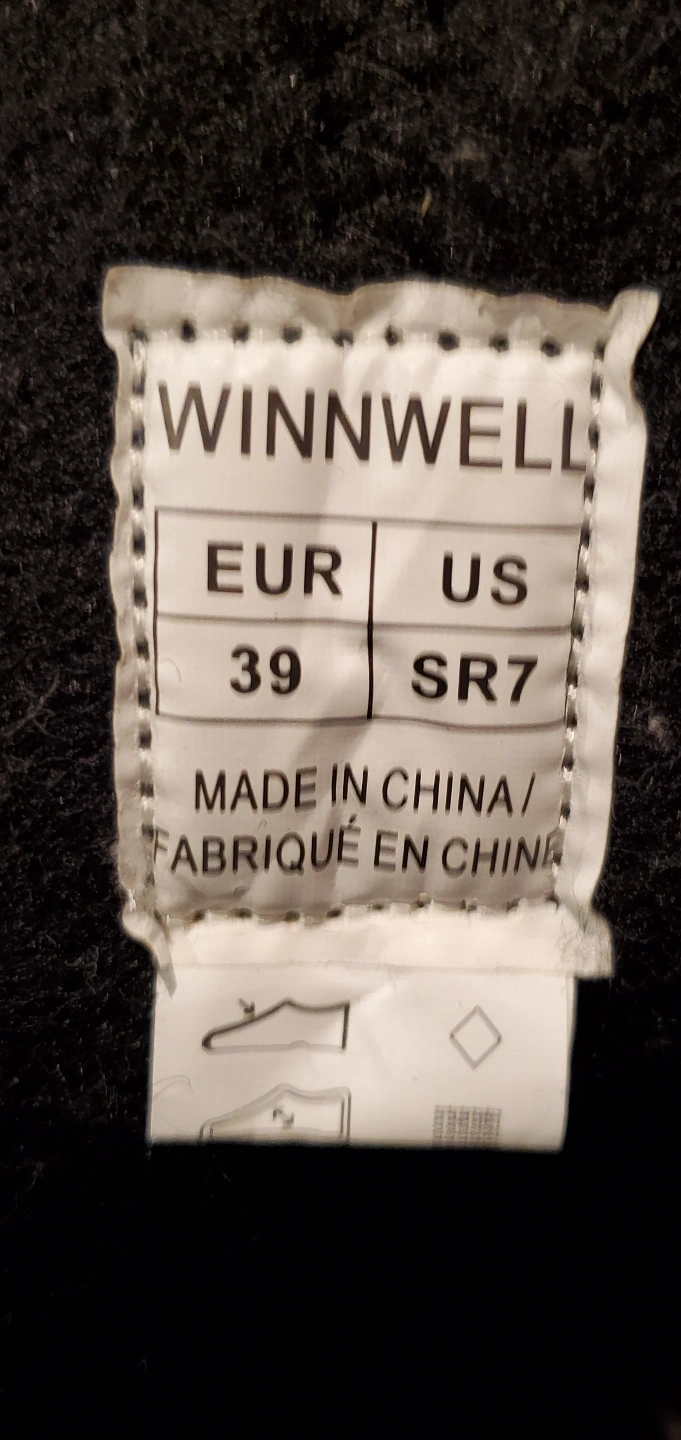 WINNWELL
EUR US
39 SR7
MADE IN CHINA/
FABRIQUÉ EN CHINE